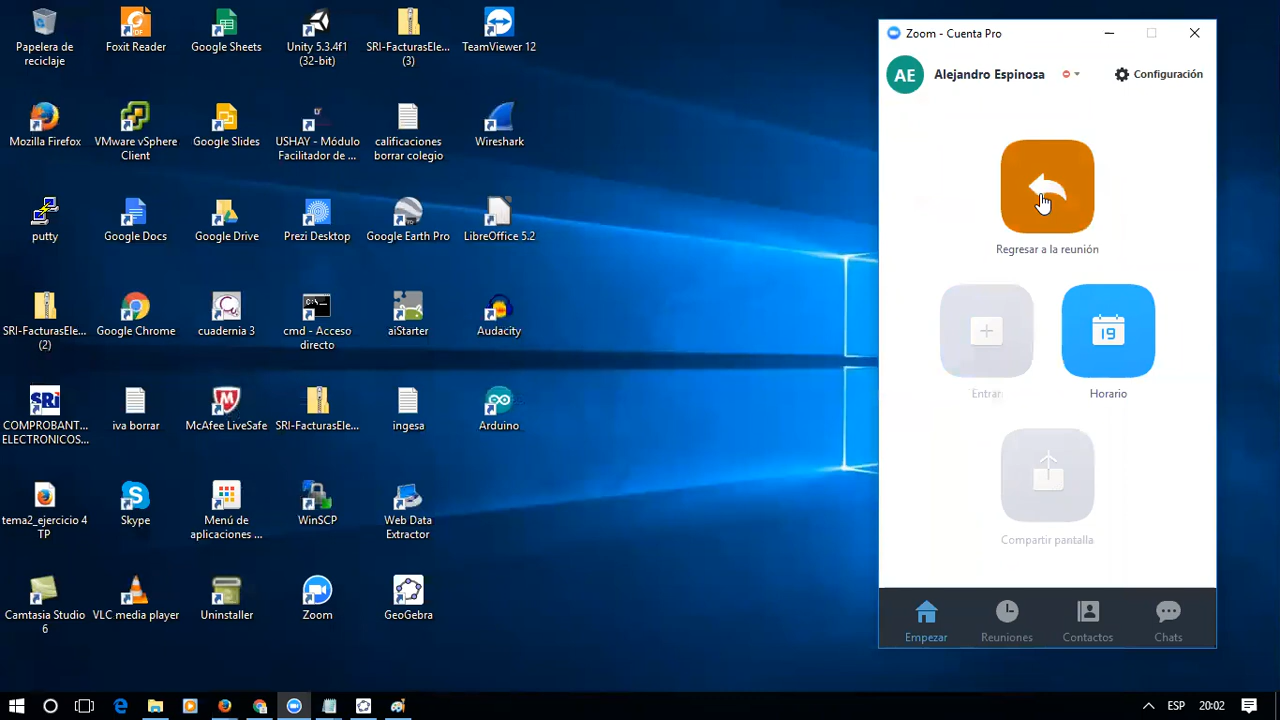 Papelera de
reciclaje
Foxit Reader
Google Sheets
Unity 5.3.4f1
(32-bit)
SRI-FacturasEle...
(3)
TeamViewer 12
Mozilla Firefox
VMware vSphere
Client
Google Slides
USHAY - Módulo
Facilitador de ...
calificaciones
borrar colegio
Wireshark
putty
Google Docs
Google Drive
Prezi Desktop
Google Earth Pro
LibreOffice 5.2
SRI-FacturasEle...
(2)
Google Chrome
cuadernia 3
cmd - Acceso
directo
aiStarter
Audacity
SRi
COMPROBANT...
ELECTRONICOS...
iva borrar
McAfee LiveSafe
SRI-FacturasEle...
ingesa
Arduino
tema2_ejercicio 4
TP
Skype
Menú de
aplicaciones ...
WinSCP
Web Data
Extractor
Camtasia Studio
6
VLC media player
Uninstaller
Zoom
GeoGebra
Zoom - Cuenta Pro
AE
Alejandro Espinosa
Configuración
Regresar a la reunión
19
Entrar
Horario
Compartir pantalla
Empezar
Reuniones
Contactos
Chats
ESP
20:02